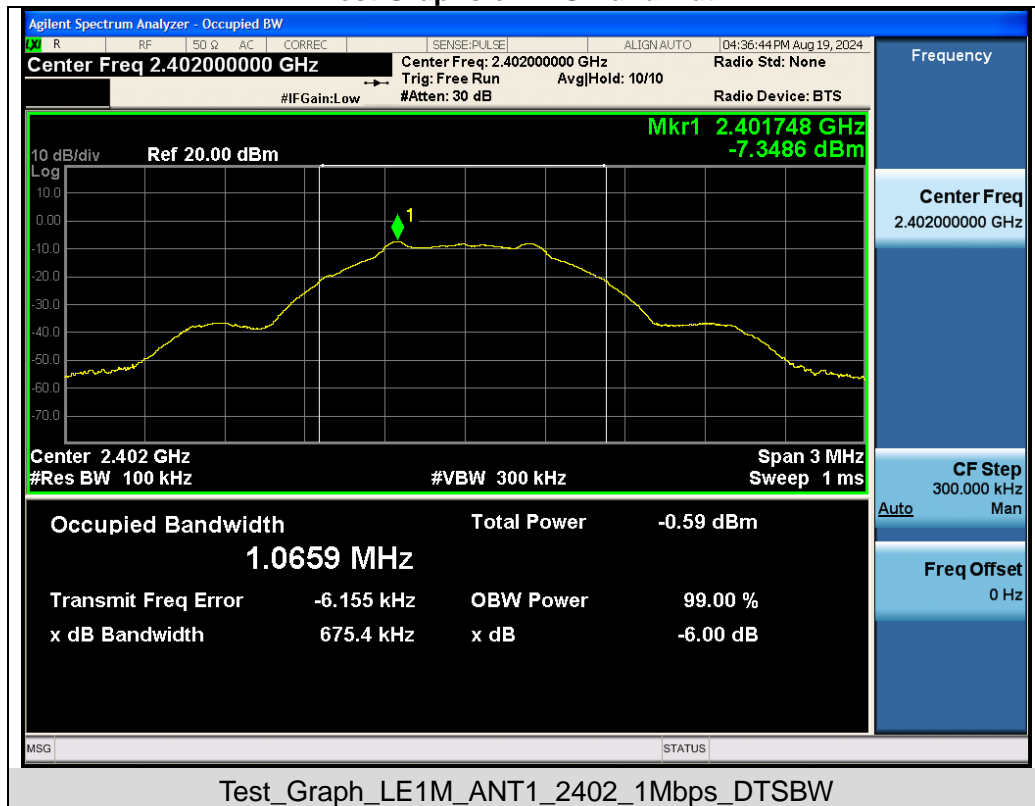 Agilent Spectrum Analyzer - Occupied BW
LXI R RF 50 Ω AC CORREC SENSE:PULSE ALIGN AUTO 04:36:44 PM Aug 19, 2024
Center Freq 2.402000000 GHz
Center Freq: 2.402000000 GHz
Radio Std: None
Trig: Free Run Avg|Hold: 10/10
#IFGain:Low #Atten: 30 dB Radio Device: BTS
Mkr1 2.401748 GHz
-7.3486 dBm
10 dB/div Ref 20.00 dBm
Log
10.0
0.00
-10.0
-20.0
-30.0
-40.0
-50.0
-60.0
-70.0
1
Center 2.402 GHz Span 3 MHz
#Res BW 100 kHz #VBW 300 kHz Sweep 1 ms
Occupied Bandwidth Total Power -0.59 dBm
1.0659 MHz
Transmit Freq Error -6.155 kHz OBW Power 99.00 %
x dB Bandwidth 675.4 kHz x dB -6.00 dB
MSG STATUS
Frequency
Center Freq
2.402000000 GHz
CF Step
300.000 kHz
Auto Man
Freq Offset
0 Hz
Test_Graph_LE1M_ANT1_2402_1Mbps_DTSBW